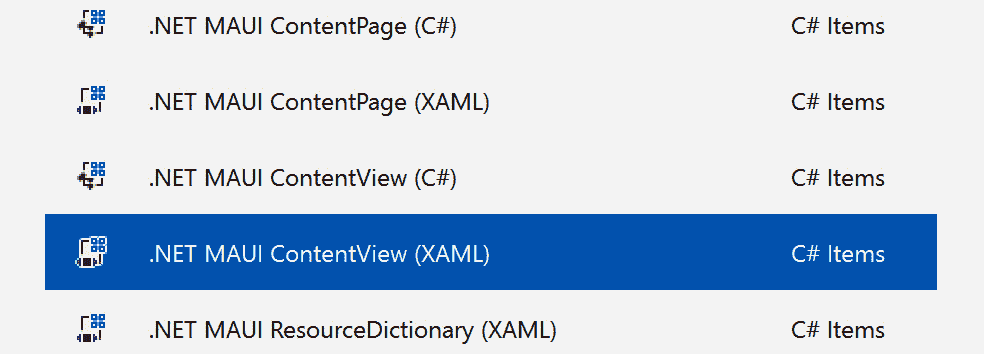 .NET MAUI ContentPage (C#) C# Items
.NET MAUI ContentPage (XAML) C# Items
.NET MAUI ContentView (C#) C# Items
.NET MAUI ContentView (XAML) C# Items
.NET MAUI ResourceDictionary (XAML) C# Items